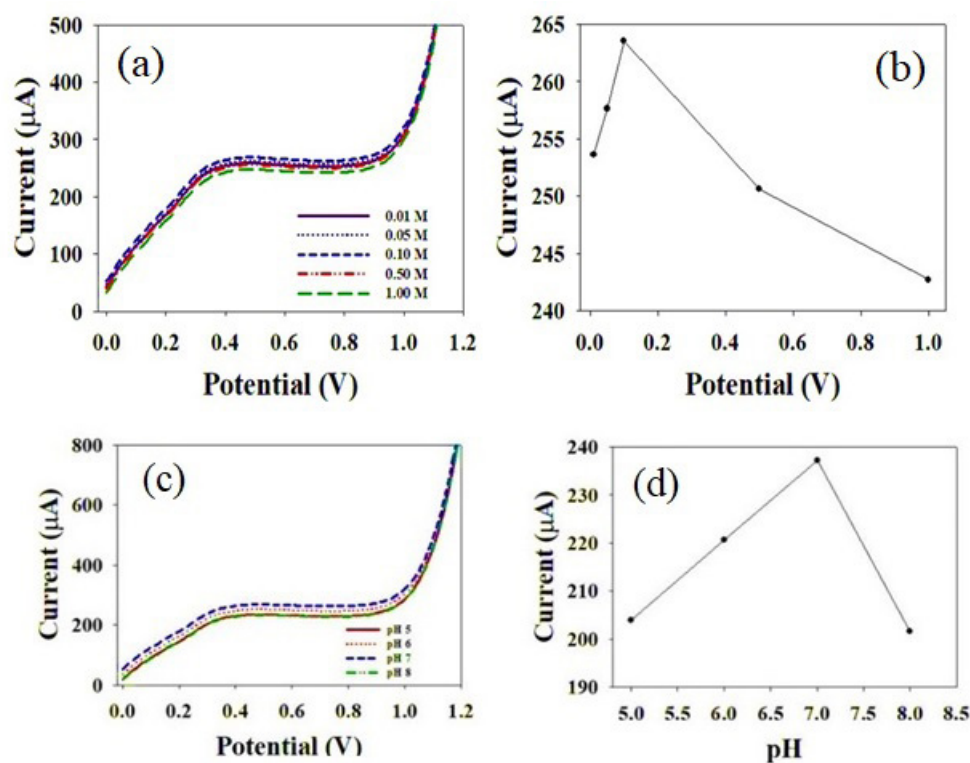 (a)
Current (µA)
500
400
300
200
100
0
0.01 M
0.05 M
0.10 M
0.50 M
1.00 M
0.0 0.2 0.4 0.6 0.8 1.0 1.2
Potential (V)
(b)
Current (µA)
265
260
255
250
245
240
0.0 0.2 0.4 0.6 0.8 1.0
Potential (V)
(c)
Current (µA)
800
600
400
200
0
pH 5
pH 6
pH 7
pH 8
0.0 0.2 0.4 0.6 0.8 1.0 1.2
Potential (V)
(d)
Current (µA)
240
230
220
210
200
190
5.0 5.5 6.0 6.5 7.0 7.5 8.0 8.5
pH